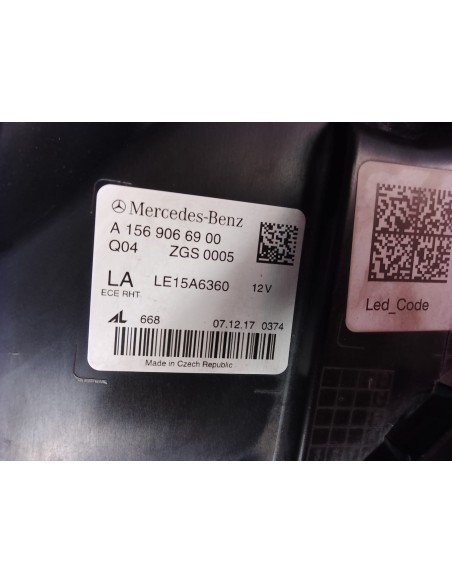 Mercedes-Benz
A 156 906 69 00
Q04 ZGS 0005
LA LE15A6360 12 V
ECE RHT.
AL 668 07.12.17 0374
Made in Czech Republic
Led_Code